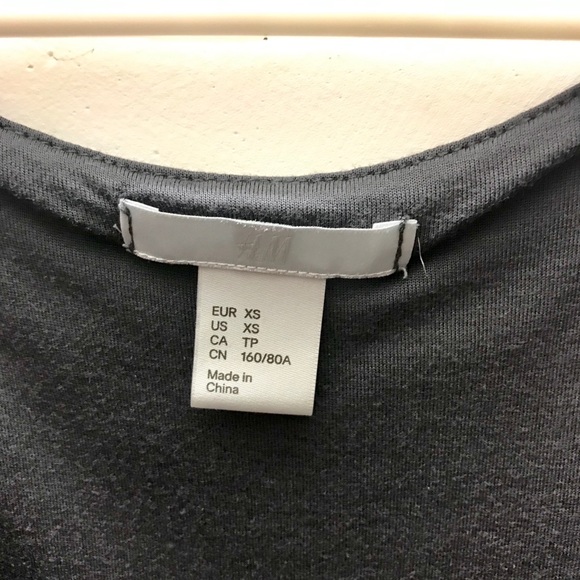 H&M
EUR XS
US XS
CA TP
CN 160/80A
Made in
China